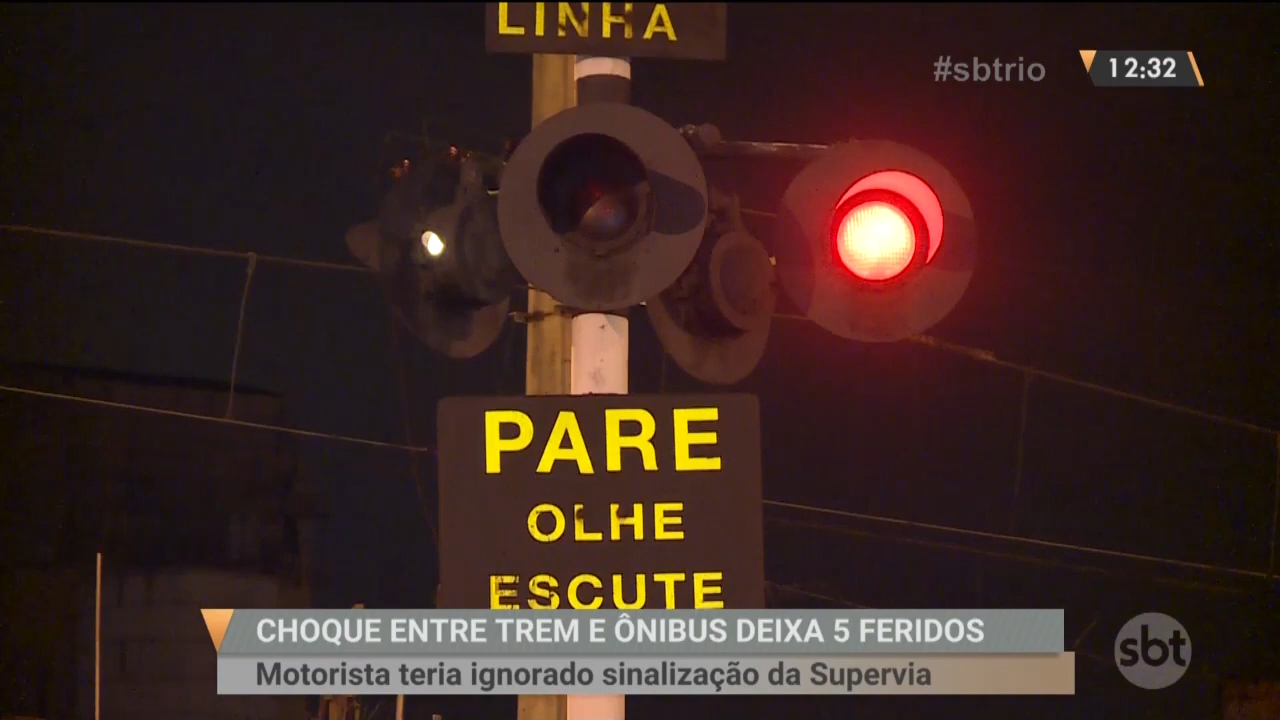 LINHA
#sbtrio
12:32
PARE
OLHE
ESCUTE
CHOQUE ENTRE TREM E ÔNIBUS DEIXA 5 FERIDOS
Motorista teria ignorado sinalização da Supervia
sbt